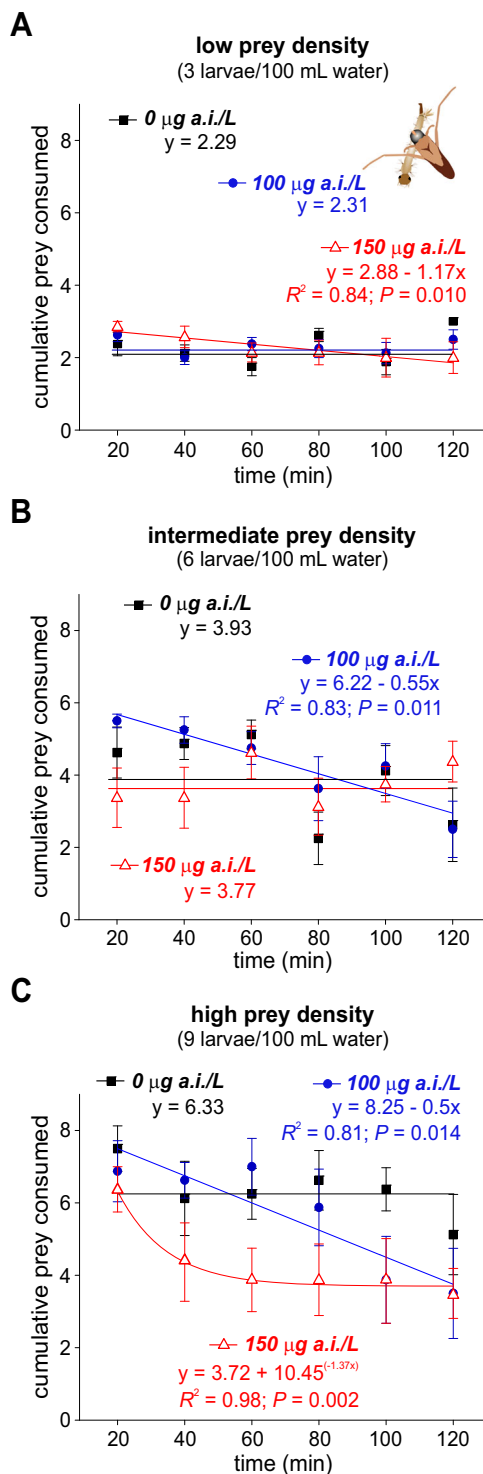 A
low prey density
(3 larvae/100 mL water)
0 µg a.i./L
y = 2.29
100 µg a.i./L
y = 2.31
150 µg a.i./L
y = 2.88 - 1.17x
R² = 0.84; P = 0.010
cumulative prey consumed
8
6
4
2
0
20 40 60 80 100 120
time (min)
B
intermediate prey density
(6 larvae/100 mL water)
0 µg a.i./L
y = 3.93
100 µg a.i./L
y = 6.22 - 0.55x
R² = 0.83; P = 0.011
150 µg a.i./L
y = 3.77
cumulative prey consumed
8
6
4
2
0
20 40 60 80 100 120
time (min)
C
high prey density
(9 larvae/100 mL water)
0 µg a.i./L
y = 6.33
100 µg a.i./L
y = 8.25 - 0.5x
R² = 0.81; P = 0.014
150 µg a.i./L
y = 3.72 + 10.45⁽⁻¹·³⁷ˣ⁾
R² = 0.98; P = 0.002
cumulative prey consumed
8
6
4
2
0
20 40 60 80 100 120
time (min)